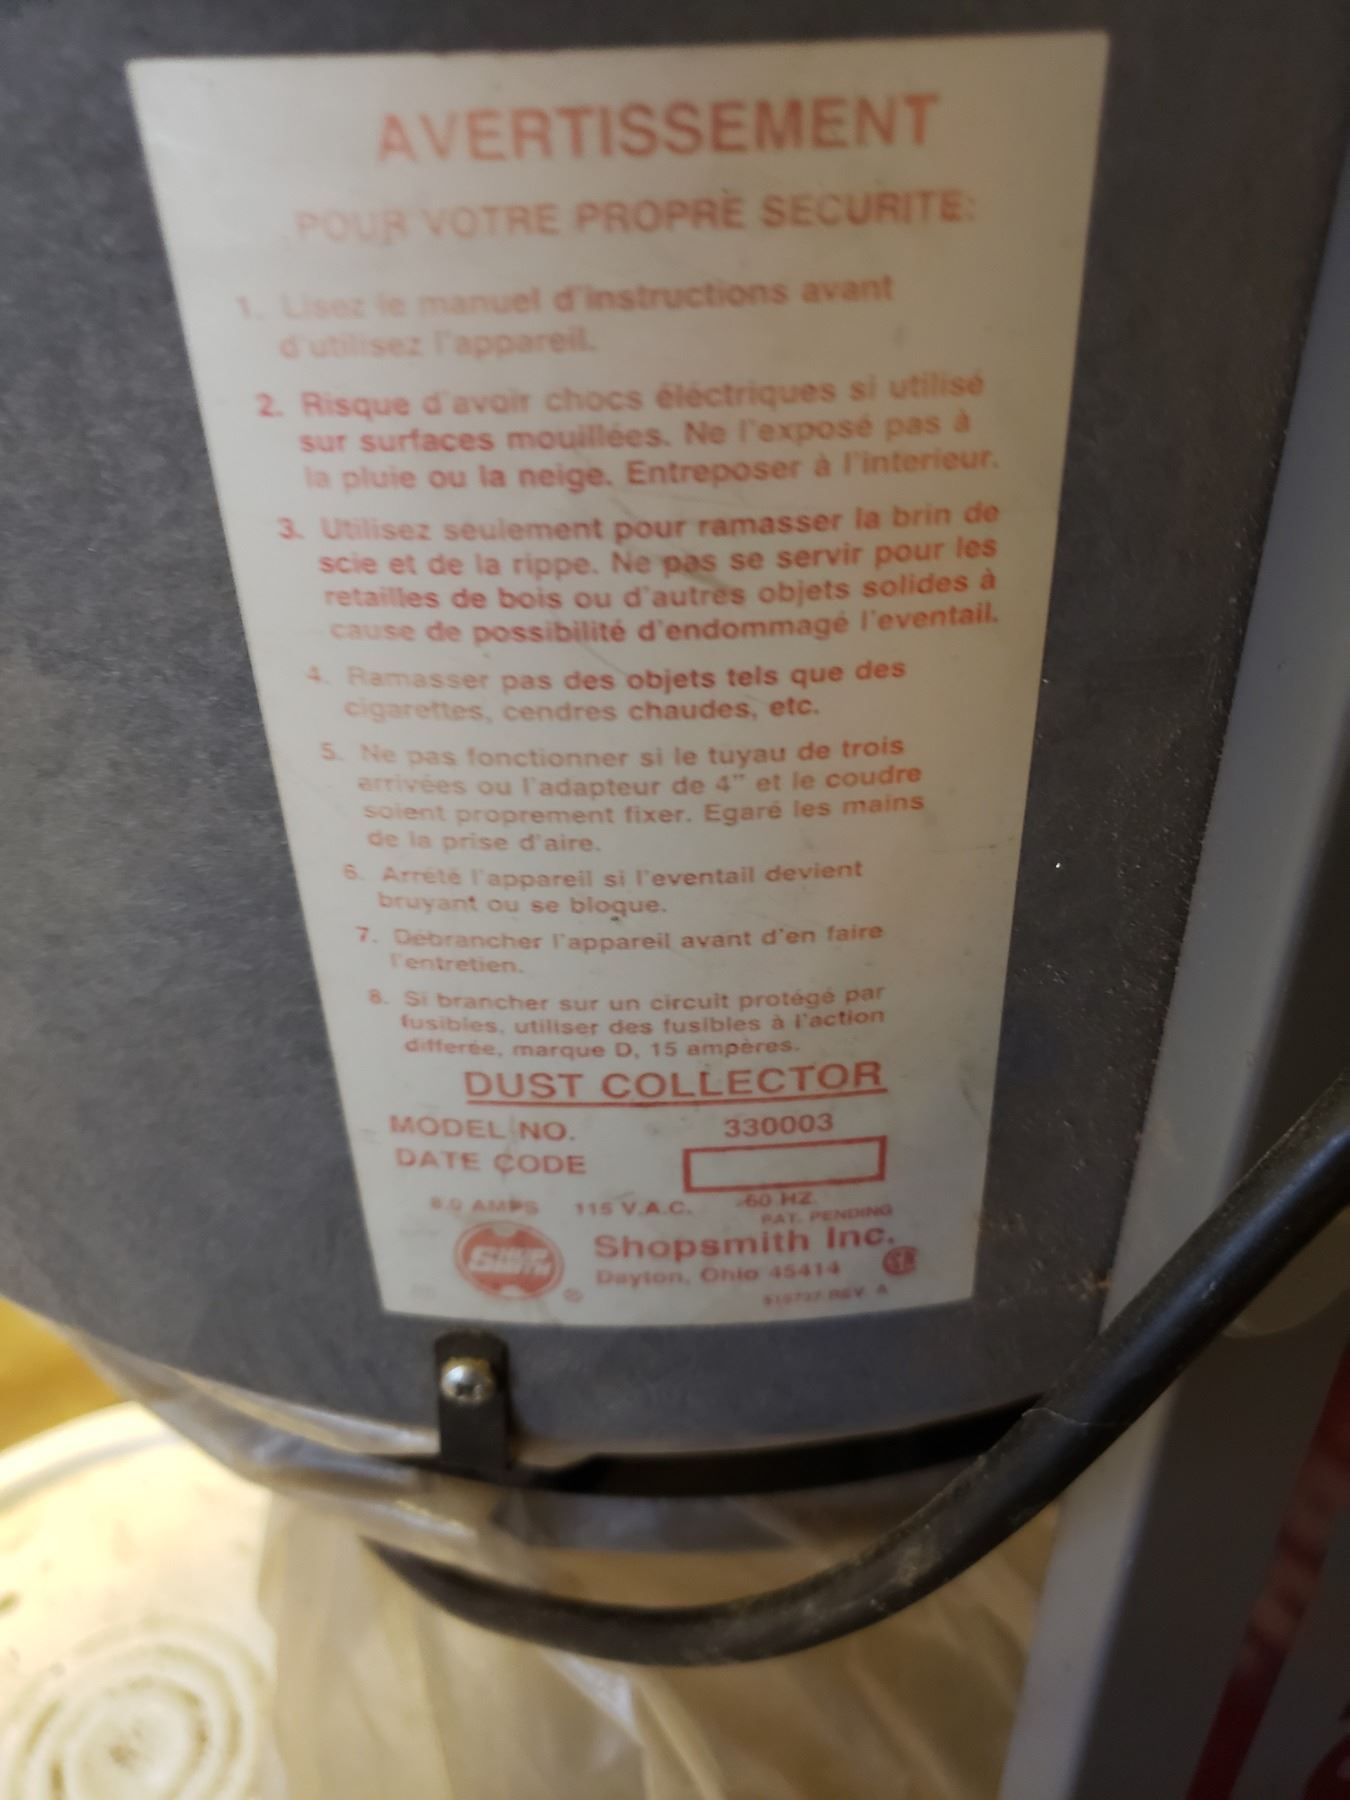 AVERTISSEMENT
POUR VOTRE PROPRE SECURITE:
1. Lisez le manuel d'instructions avant
d'utilisez l'appareil.
2. Risque d'avoir chocs éléctriques si utilisé
sur surfaces mouillées. Ne l'exposé pas à
la pluie ou la neige. Entreposer à l'interieur.
3. Utilisez seulement pour ramasser la brin de
scie et de la rippe. Ne pas se servir pour les
retailles de bois ou d'autres objets solides à
cause de possibilité d'endommagé l'eventail.
4. Ramasser pas des objets tels que des
cigarettes, cendres chaudes, etc.
5. Ne pas fonctionner si le tuyau de trois
arrivées ou l'adapteur de 4" et le coudre
soient proprement fixer. Egaré les mains
de la prise d'aire.
6. Arrêté l'appareil si l'eventail devient
bruyant ou se bloque.
7. Débrancher l'appareil avant d'en faire
l'entretien.
8. Si brancher sur un circuit protégé par
fusibles, utiliser des fusibles à l'action
differée, marque D, 15 ampères.
DUST COLLECTOR
MODEL NO. 330003
DATE CODE
8.0 AMPS 115 V.A.C. 60 HZ
PAT. PENDING
SHOPSMITH
Shopsmith Inc.
Dayton, Ohio 45414
REV. A